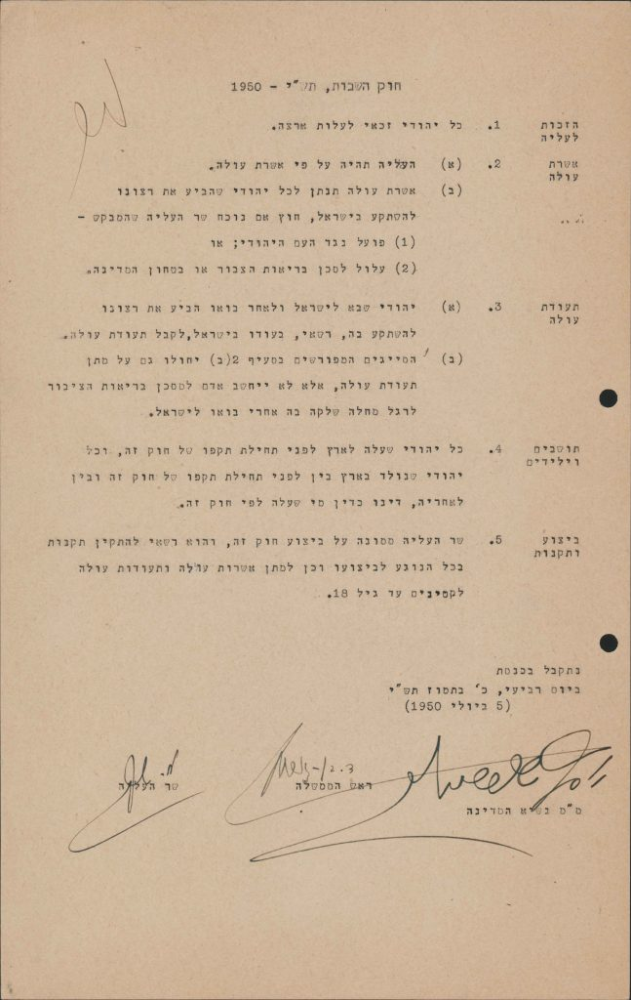 חוק השבות, תש"י - 1950
הזכות 1. כל יהודי זכאי לעלות ארצה.
לעליה
אשרת 2. (א) העליה תהיה על פי אשרת עולה.
עולה
(ב) אשרת עולה תנתן לכל יהודי שהביע את רצונו
להשתקע בישראל, חוץ אם נוכח שר העליה שהמבקש -
(1) פועל נגד העם היהודי; או
(2) עלול לסכן בריאות הצבור או בטחון המדינה.
תעודת 3. (א) יהודי שבא לישראל ולאחר בואו הביע את רצונו
עולה
להשתקע בה, רשאי, בעודו בישראל,לקבל תעודת עולה.
(ב) הסייגים המפורשים בסעיף 2(ב) יחולו גם על מתן
תעודת עולה, אלא לא ייחשב אדם למסכן בריאות הציבור
לרגל מחלה שלקה בה אחרי בואו לישראל.
תושבים 4. כל יהודי שעלה לארץ לפני תחילת תקפו של חוק זה, וכל
וילידים
יהודי שנולד בארץ בין לפני תחילת תקפו של חוק זה ובין
לאחריה, דינו כדין מי שעלה לפי חוק זה.
ביצוע 5. שר העליה ממונה על ביצוע חוק זה, והוא רשאי להתקין תקנות
ותקנות
בכל הנוגע לביצועו וכן למתן אשרות עולה ותעודות עולה
לקטינים עד גיל 18.
נתקבל בכנסת
ביום רביעי, כ' בתמוז תש"י
(5 ביולי 1950)
ראש הממשלה
שר העליה
מ"מ נשיא המדינה